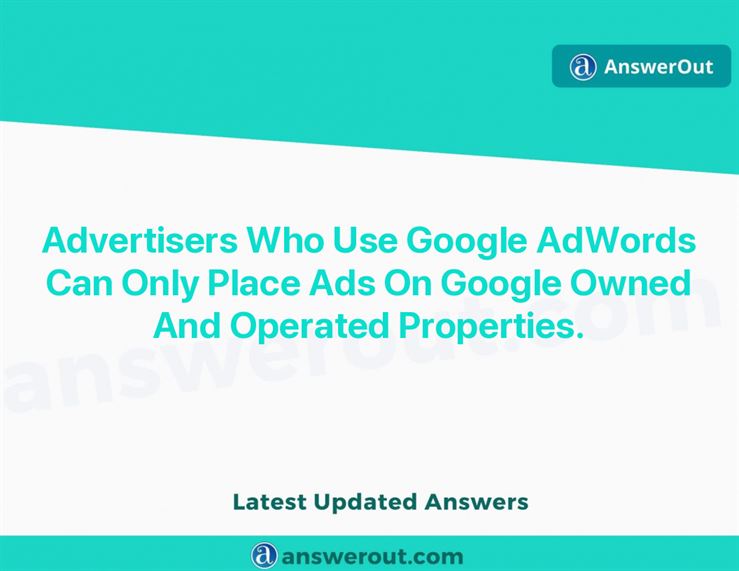 a AnswerOut
Advertisers Who Use Google AdWords
Can Only Place Ads On Google Owned
And Operated Properties.
answerout.com
Latest Updated Answers
a answerout.com